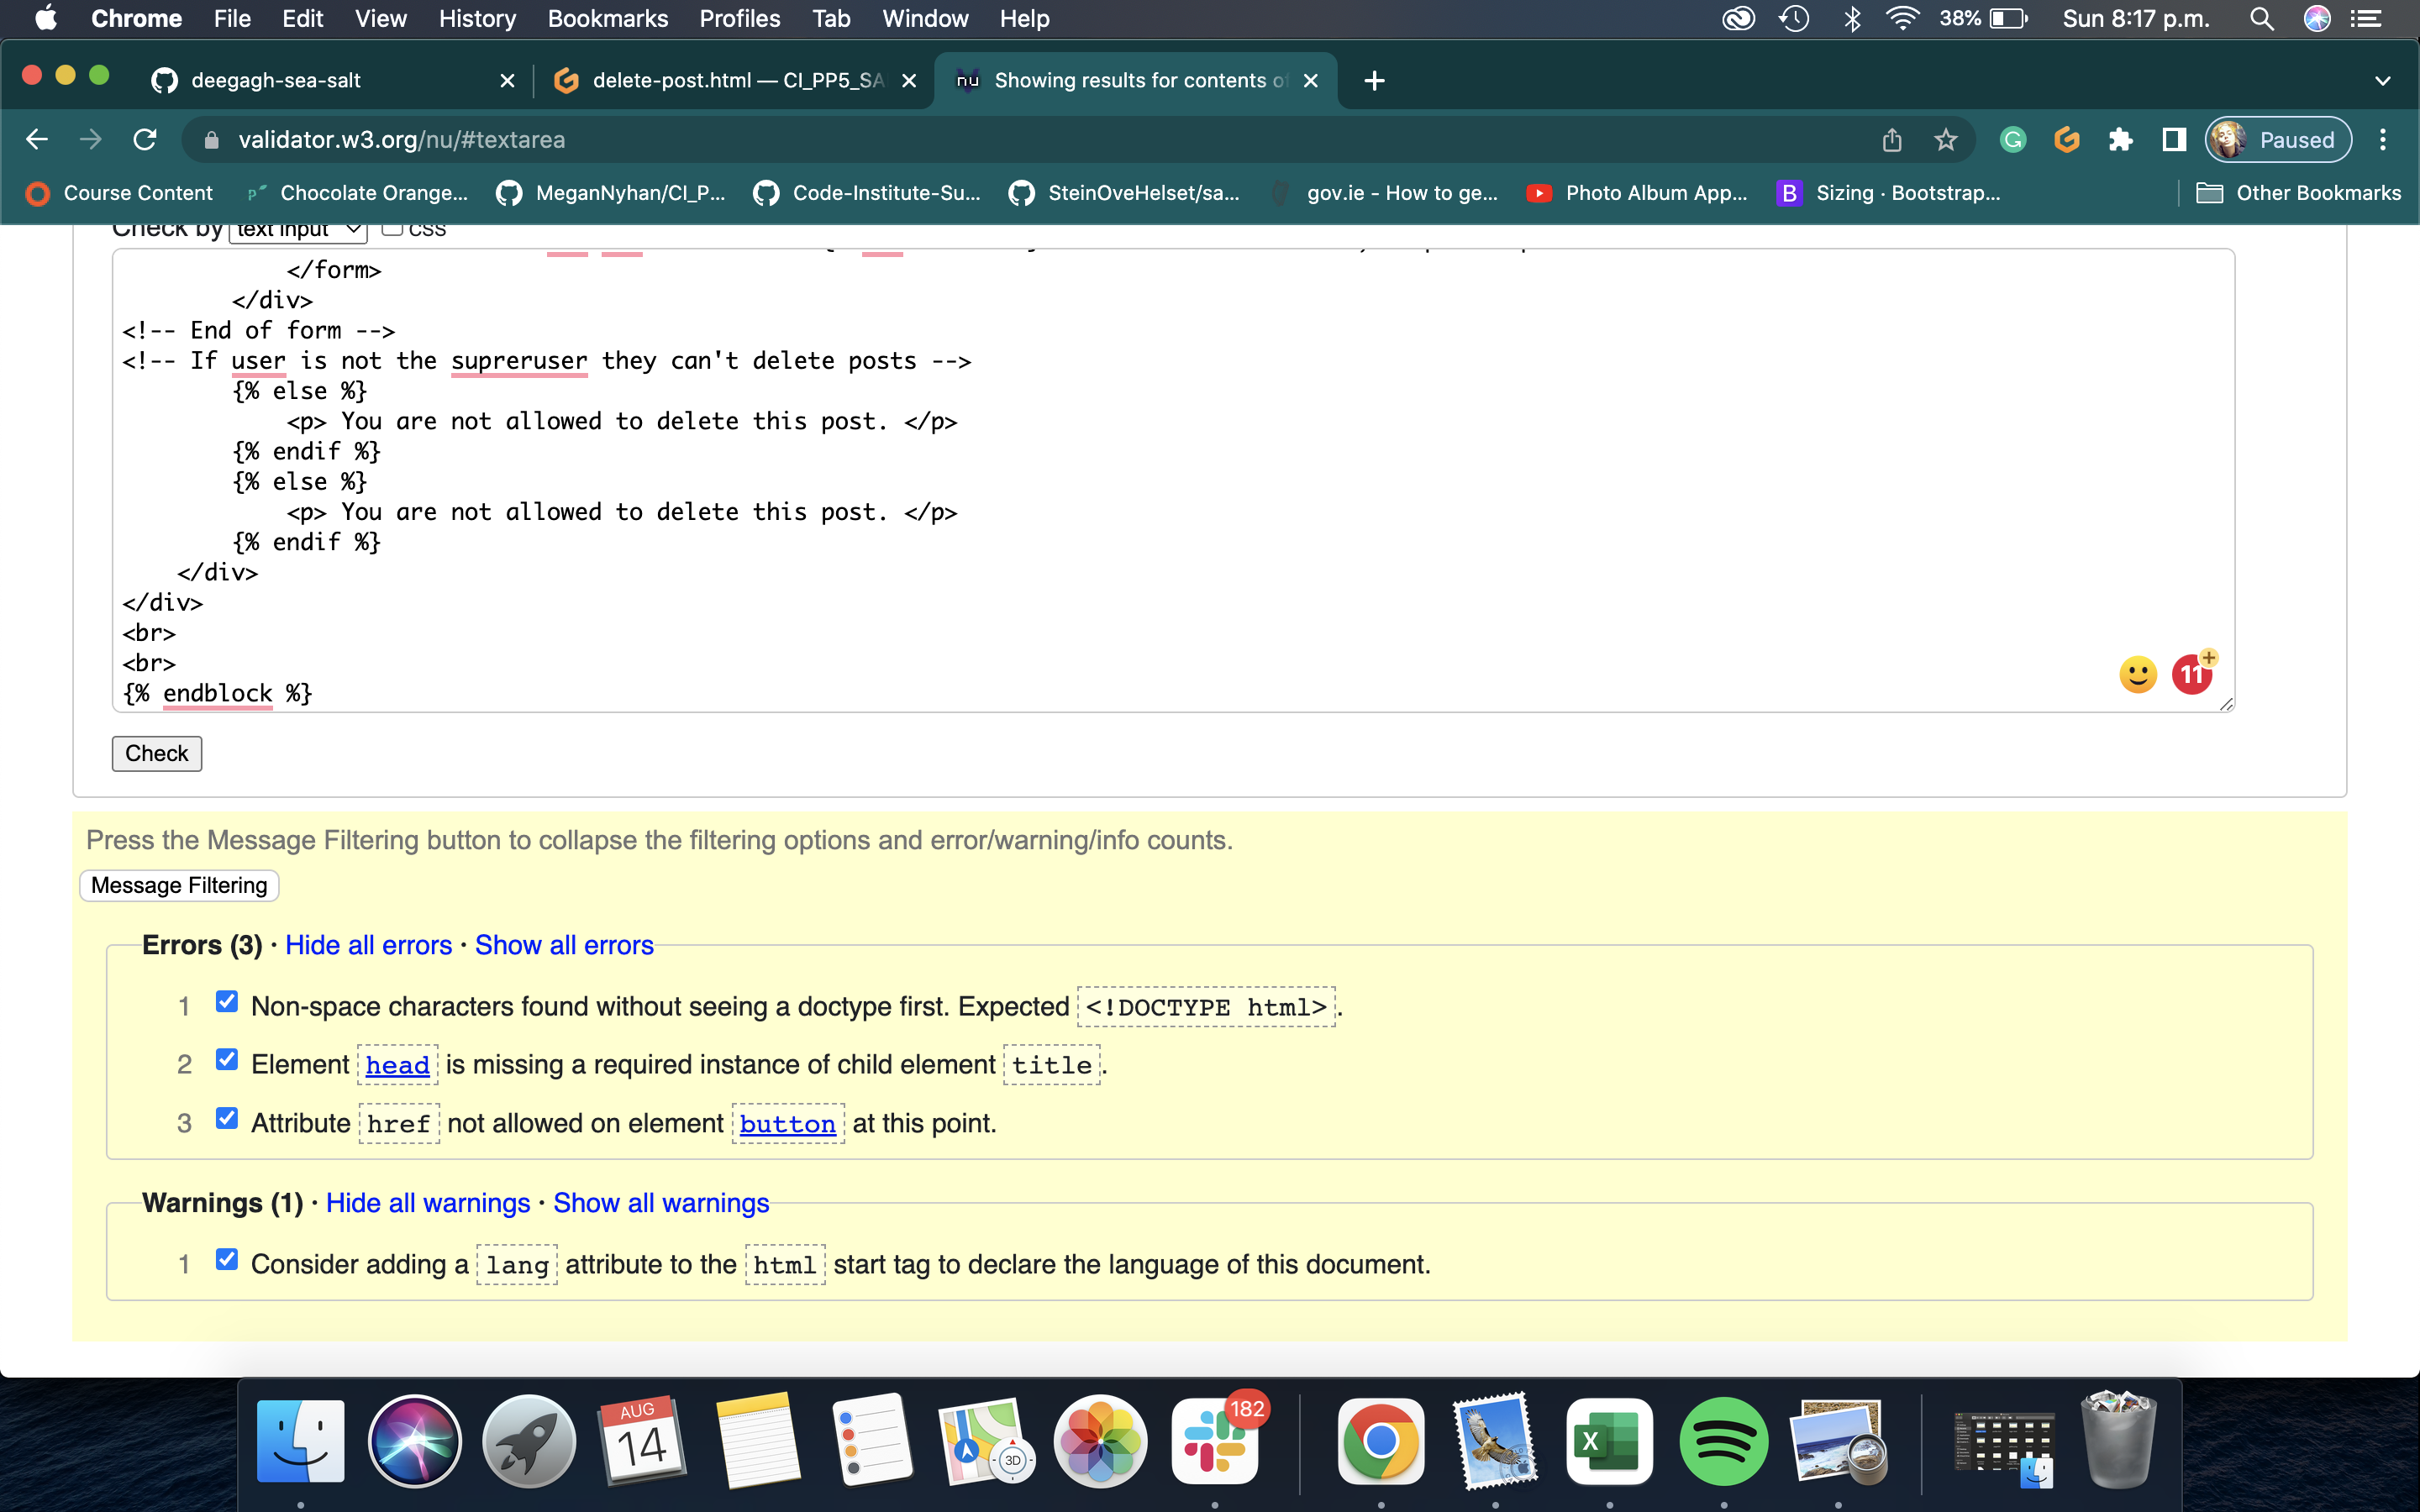 Chrome File Edit View History Bookmarks Profiles Tab Window Help 38% Sun 8:17 p.m.
deegagh-sea-salt
delete-post.html — CI_PP5_SA
nu Showing results for contents of
validator.w3.org/nu/#textarea
Paused
Course Content Chocolate Orange... MeganNyhan/CI_P... Code-Institute-Su... SteinOveHelset/sa... gov.ie - How to ge... Photo Album App... B Sizing · Bootstrap... Other Bookmarks
Check by text input css
</form>
</div>
<!-- End of form -->
<!-- If user is not the supreruser they can't delete posts -->
{% else %}
<p> You are not allowed to delete this post. </p>
{% endif %}
{% else %}
<p> You are not allowed to delete this post. </p>
{% endif %}
</div>
</div>
<br>
<br>
{% endblock %}
11
Check
Press the Message Filtering button to collapse the filtering options and error/warning/info counts.
Message Filtering
Errors (3) · Hide all errors · Show all errors
1 Non-space characters found without seeing a doctype first. Expected <!DOCTYPE html>.
2 Element head is missing a required instance of child element title.
3 Attribute href not allowed on element button at this point.
Warnings (1) · Hide all warnings · Show all warnings
1 Consider adding a lang attribute to the html start tag to declare the language of this document.
AUG
14
3D
182
X